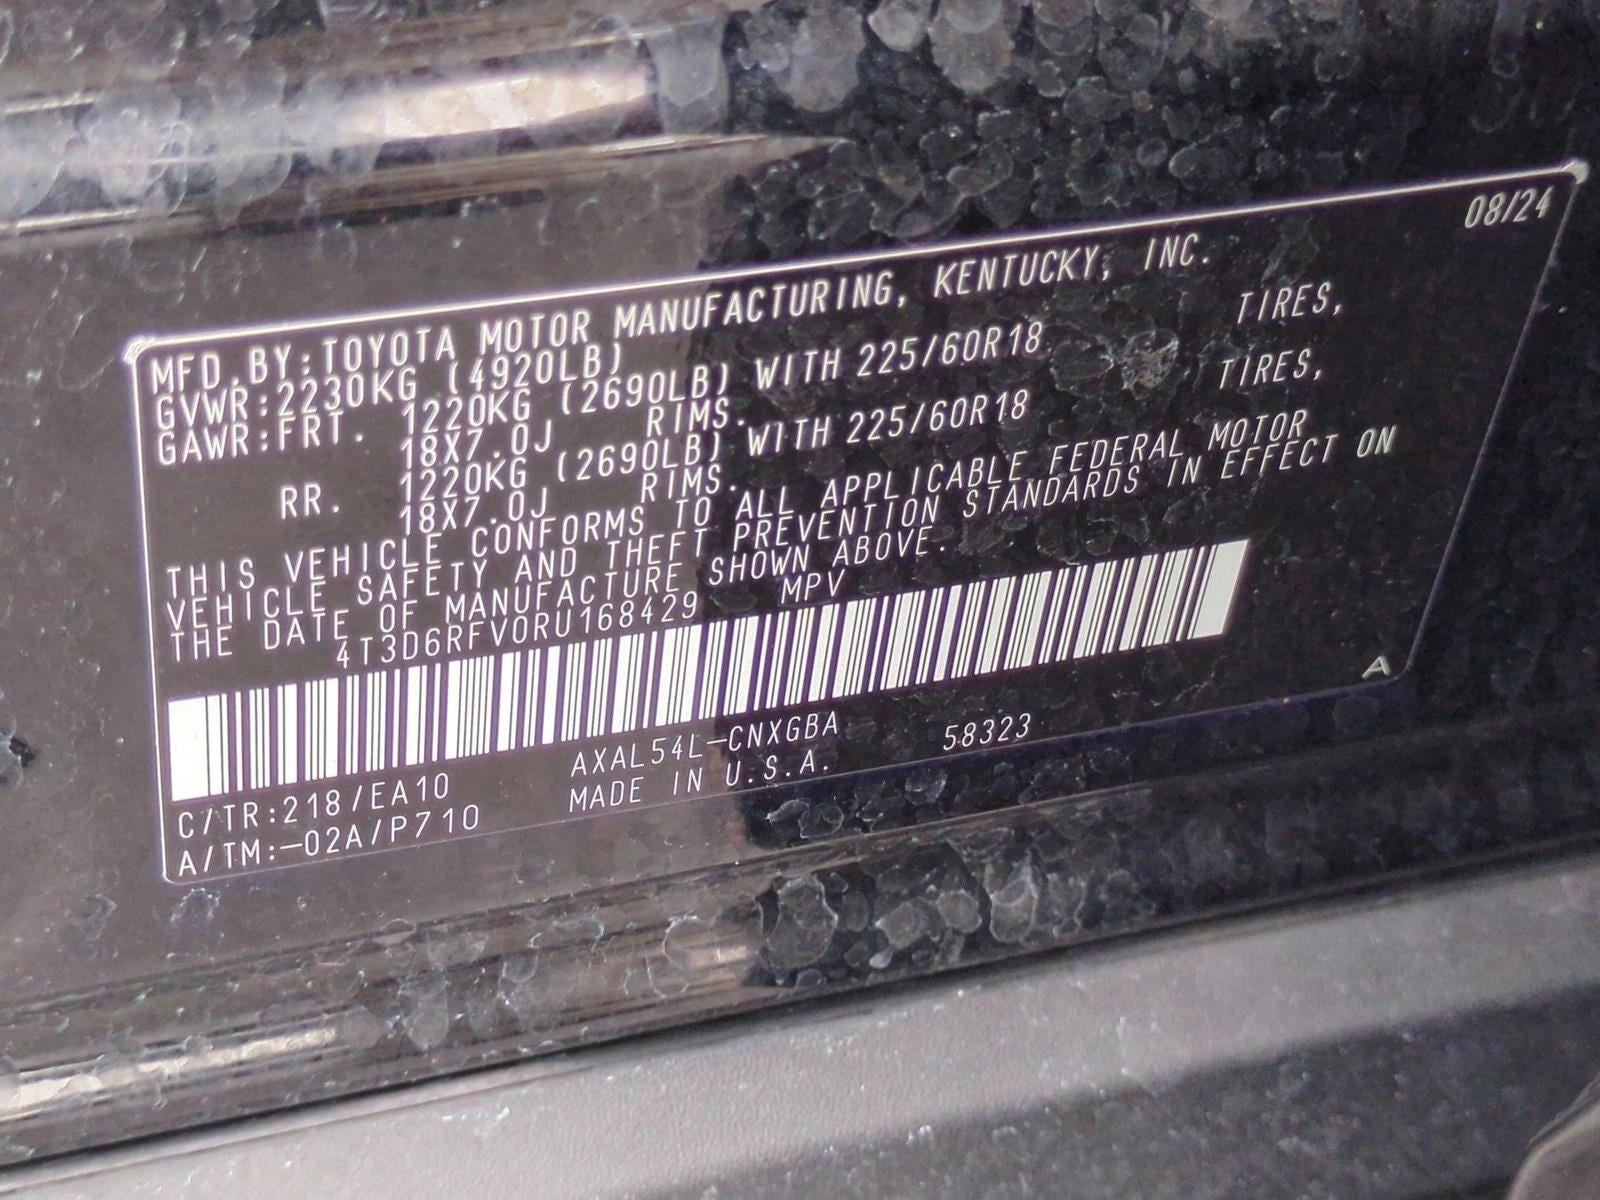 08/24
MFD.BY:TOYOTA MOTOR MANUFACTURING, KENTUCKY, INC.
GVWR:2230KG (4920LB)
GAWR:FRT. 1220KG (2690LB) WITH 225/60R18 TIRES,
18X7.0J RIMS.
RR. 1220KG (2690LB) WITH 225/60R18 TIRES,
18X7.0J RIMS.
THIS VEHICLE CONFORMS TO ALL APPLICABLE FEDERAL MOTOR
VEHICLE SAFETY AND THEFT PREVENTION STANDARDS IN EFFECT ON
THE DATE OF MANUFACTURE SHOWN ABOVE.
4T3D6RFV0RU168429 MPV
A
C/TR:218/EA10 AXAL54L-CNXGBA 58323
A/TM:-02A/P710 MADE IN U.S.A.